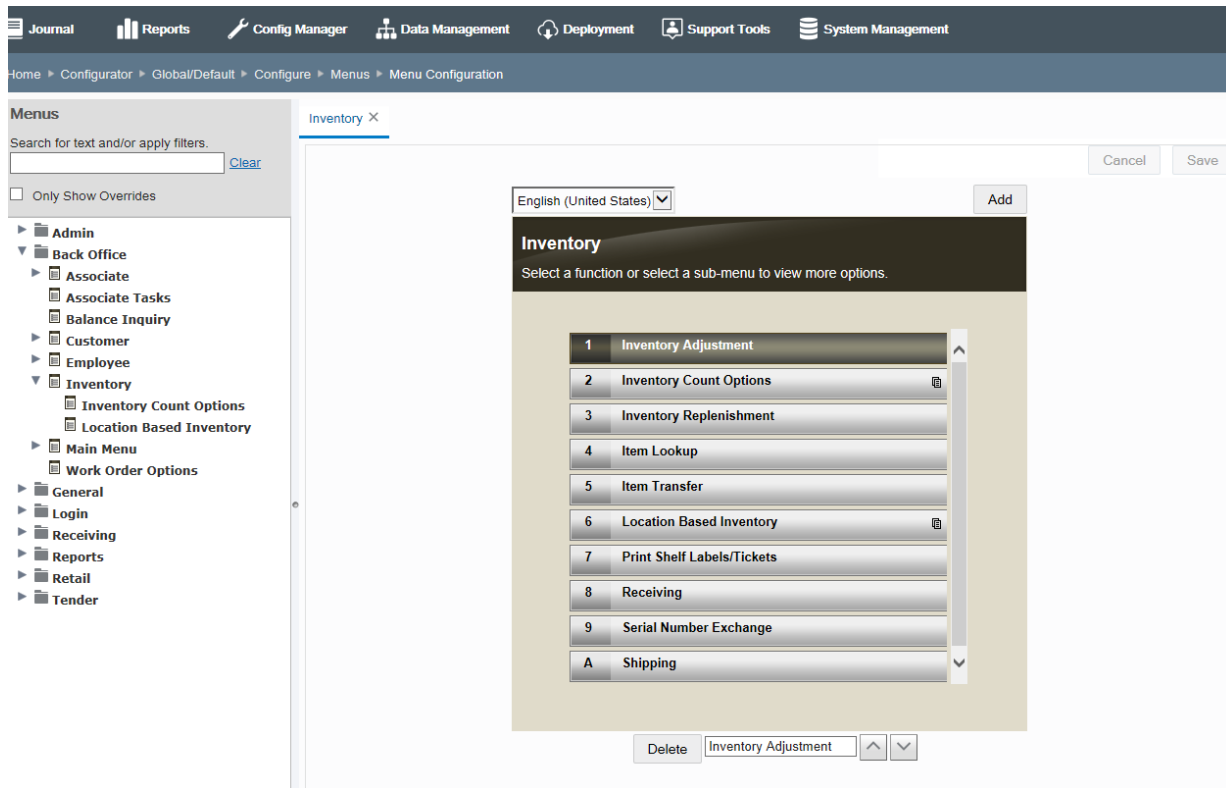 Journal Reports Config Manager Data Management Deployment Support Tools System Management
Home Configurator Global/Default Configure Menus Menu Configuration
Menus
Search for text and/or apply filters.
Clear
Only Show Overrides
Admin
Back Office
Associate
Associate Tasks
Balance Inquiry
Customer
Employee
Inventory
Inventory Count Options
Location Based Inventory
Main Menu
Work Order Options
General
Login
Receiving
Reports
Retail
Tender
Inventory
Cancel Save
English (United States) Add
Inventory
Select a function or select a sub-menu to view more options.
1 Inventory Adjustment
2 Inventory Count Options
3 Inventory Replenishment
4 Item Lookup
5 Item Transfer
6 Location Based Inventory
7 Print Shelf Labels/Tickets
8 Receiving
9 Serial Number Exchange
A Shipping
Delete Inventory Adjustment